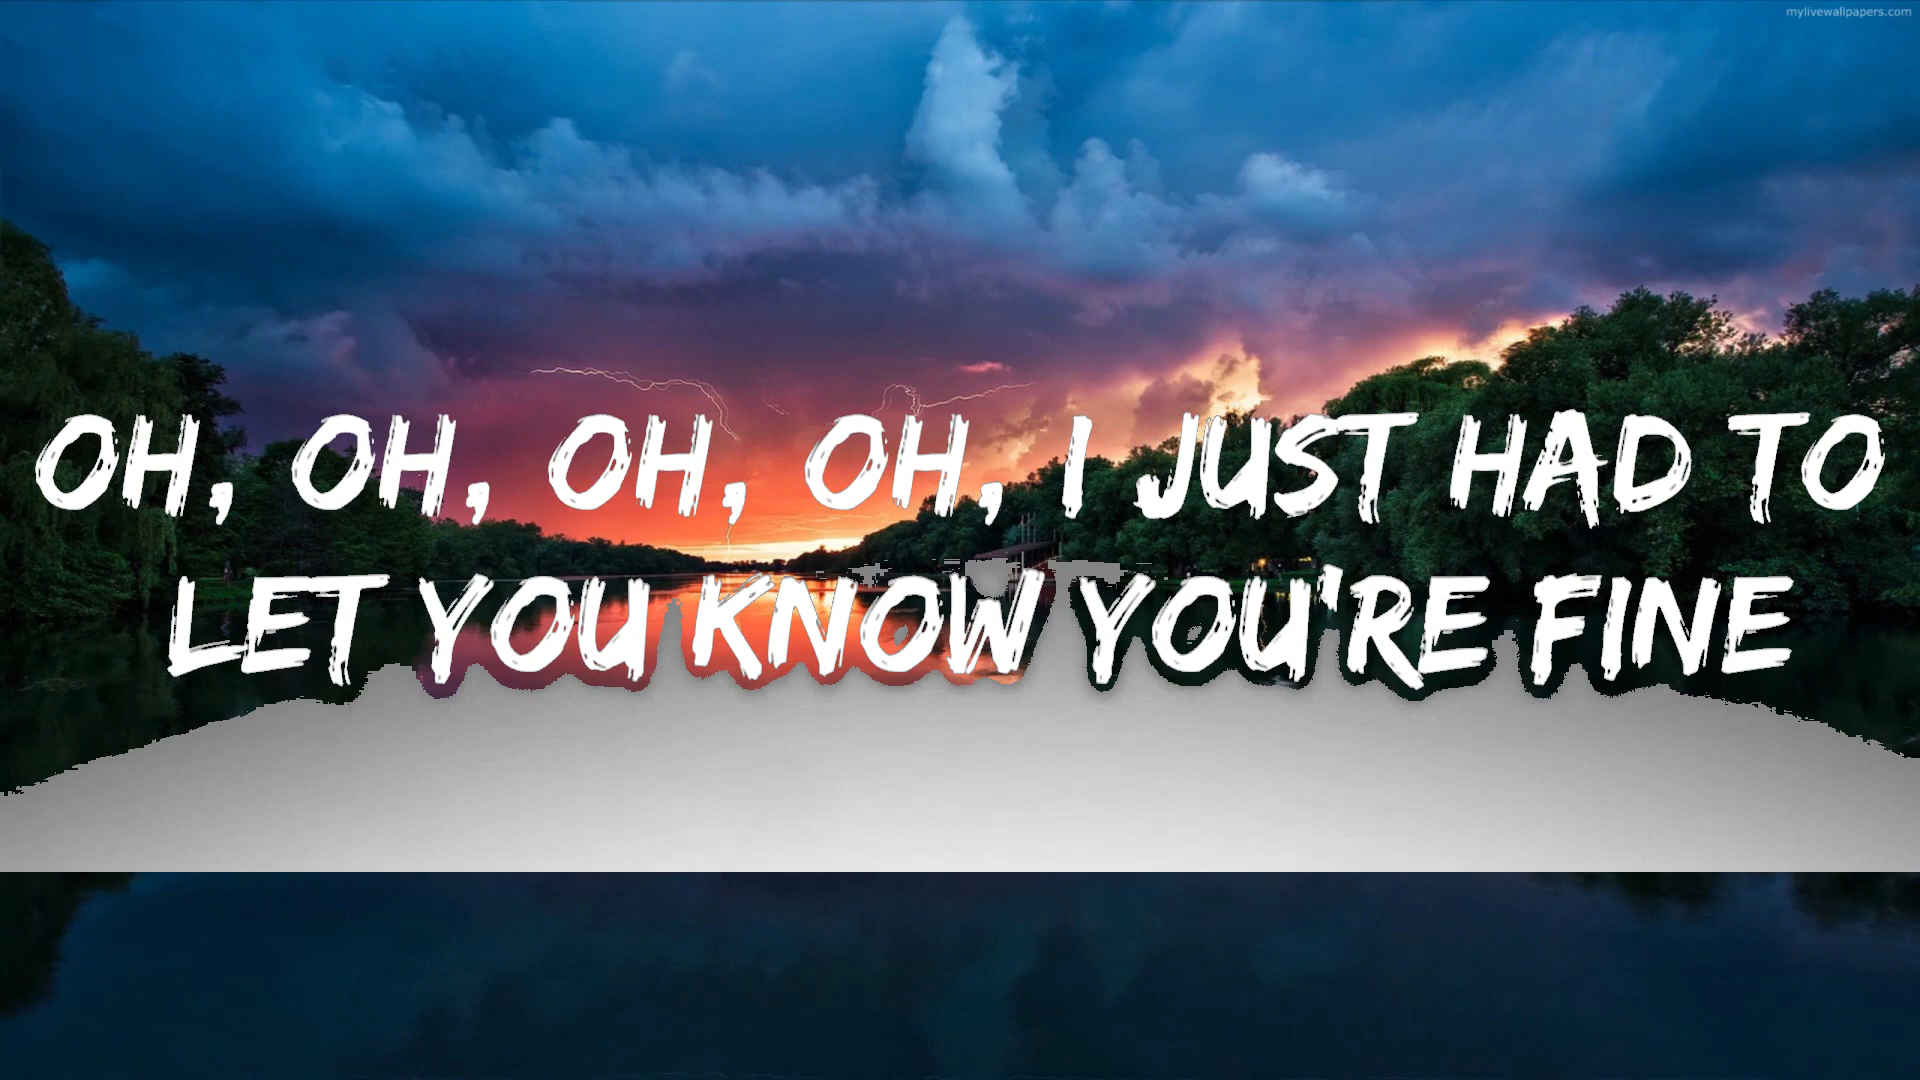 mylivewallpapers.com
OH, OH, OH, OH, I JUST HAD TO
LET YOU KNOW YOU'RE FINE